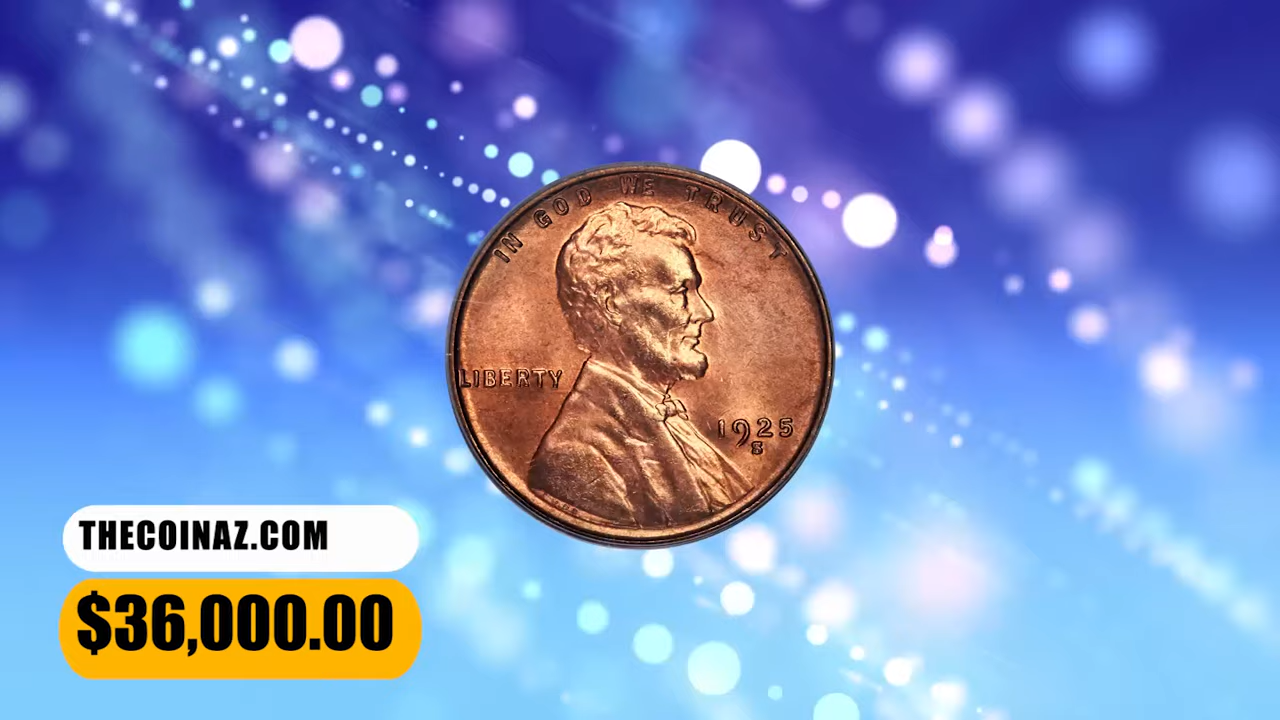 IN GOD WE TRUST
LIBERTY
1925
S
THECOINAZ.COM
$36,000.00